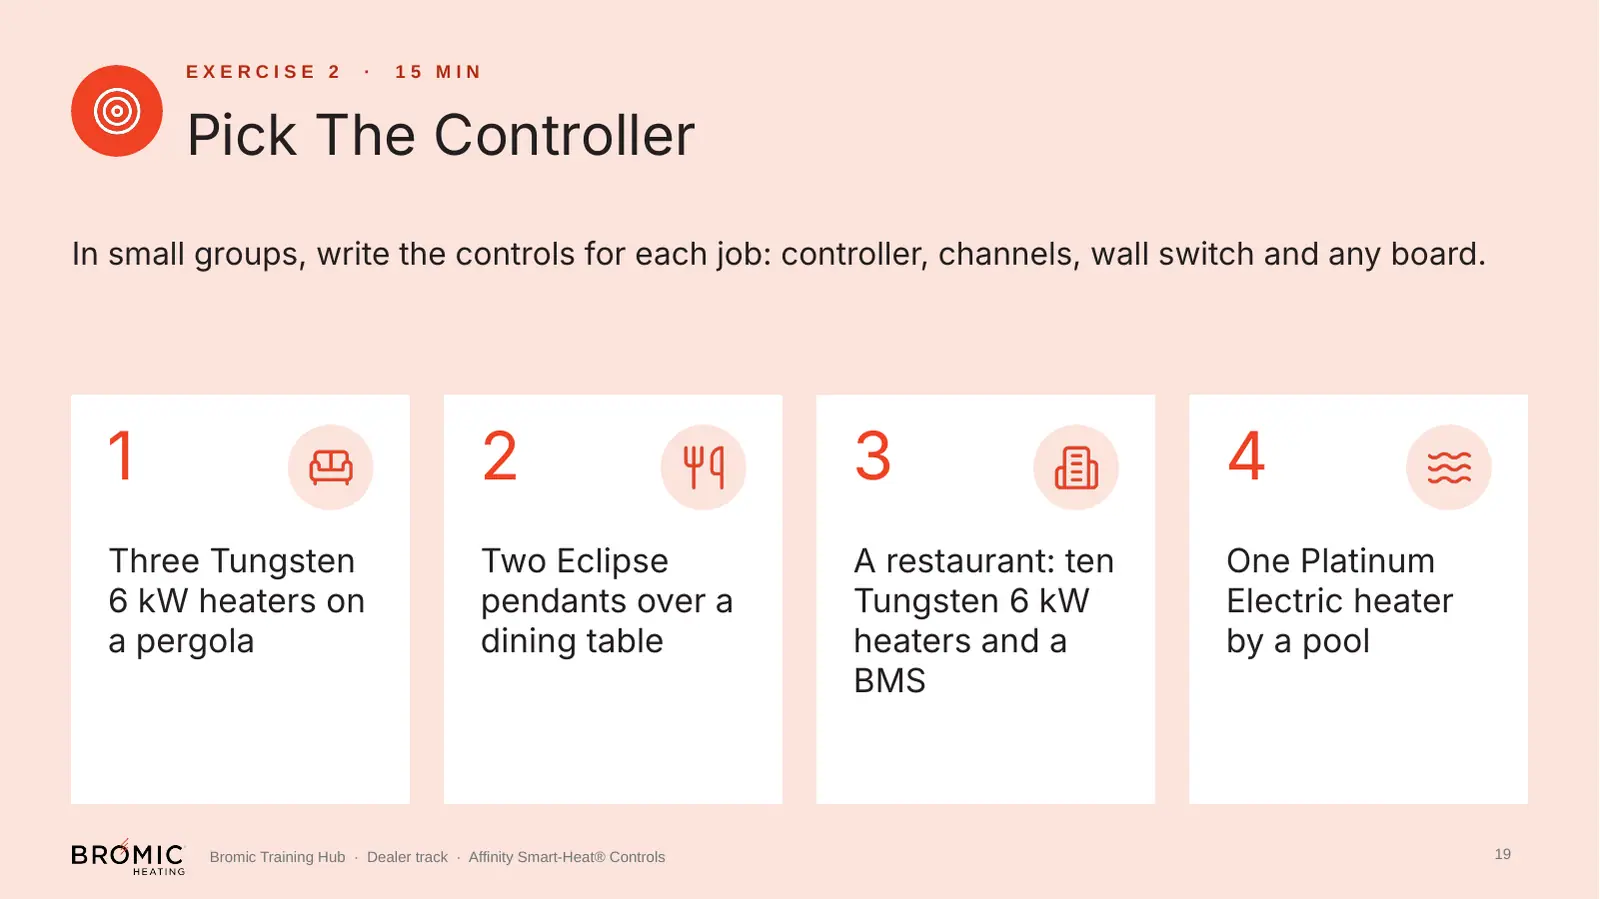 EXERCISE 2 · 15 MIN
Pick The Controller
In small groups, write the controls for each job: controller, channels, wall switch and any board.
1
Three Tungsten
6 kW heaters on
a pergola
2
Two Eclipse
pendants over a
dining table
3
A restaurant: ten
Tungsten 6 kW
heaters and a
BMS
4
One Platinum
Electric heater
by a pool
BROMIC
HEATING
Bromic Training Hub · Dealer track · Affinity Smart-Heat® Controls
19